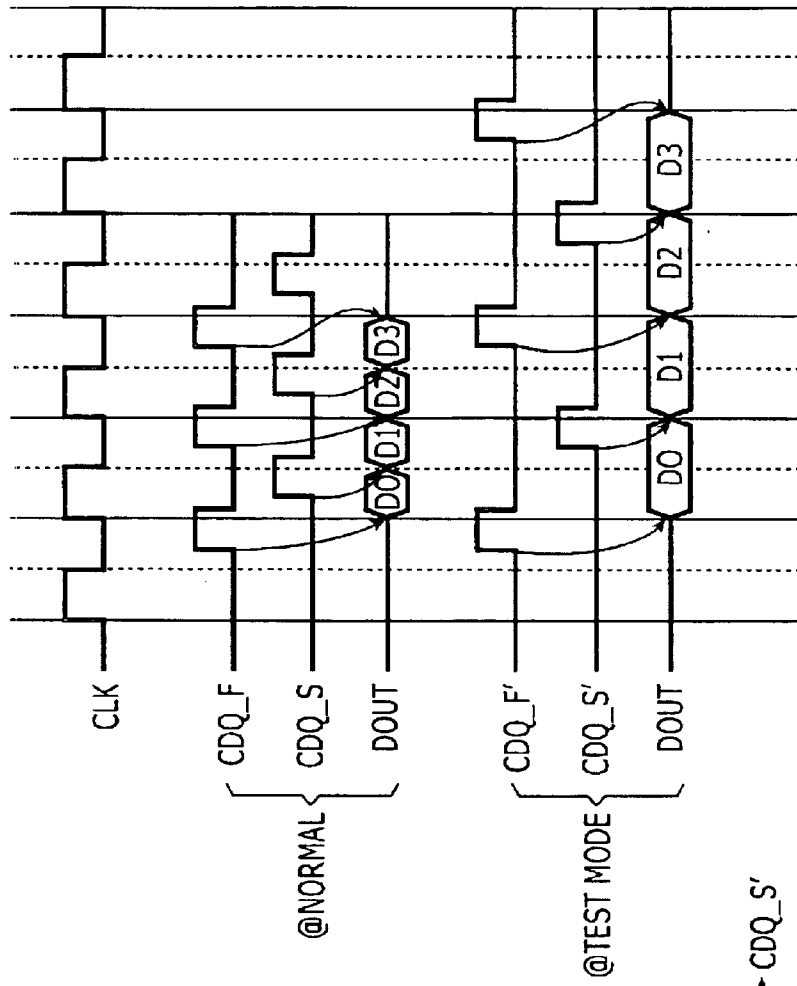 CLK
@NORMAL
CDQ_F
CDQ_S
DOUT
D0 D1 D2 D3
@TEST MODE
CDQ_F'
CDQ_S'
DOUT
D0 D1 D2 D3
CDQ_S'